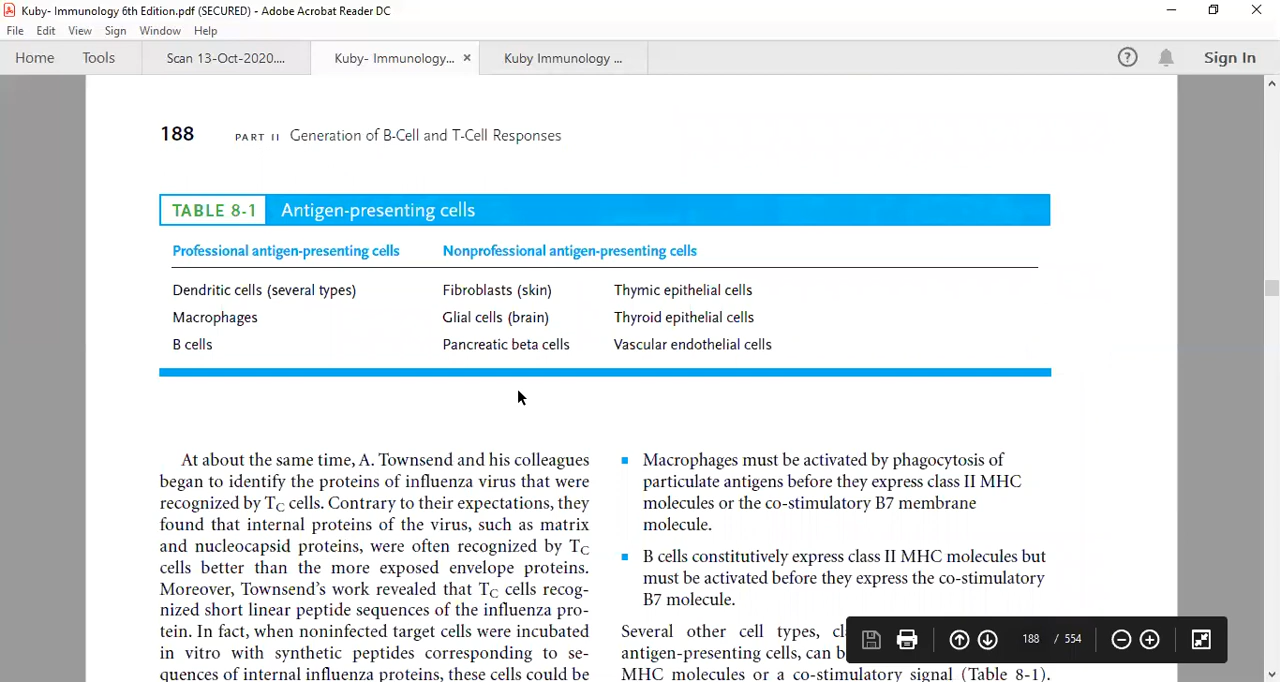 Kuby- Immunology 6th Edition.pdf (SECURED) - Adobe Acrobat Reader DC
File Edit View Sign Window Help
Home Tools Scan 13-Oct-2020.... Kuby- Immunology... × Kuby Immunology ... ? Sign In
188 PART II Generation of B-Cell and T-Cell Responses
TABLE 8-1 Antigen-presenting cells
Professional antigen-presenting cells Nonprofessional antigen-presenting cells
Dendritic cells (several types) Fibroblasts (skin) Thymic epithelial cells
Macrophages Glial cells (brain) Thyroid epithelial cells
B cells Pancreatic beta cells Vascular endothelial cells
At about the same time, A. Townsend and his colleagues
began to identify the proteins of influenza virus that were
recognized by TC cells. Contrary to their expectations, they
found that internal proteins of the virus, such as matrix
and nucleocapsid proteins, were often recognized by TC
cells better than the more exposed envelope proteins.
Moreover, Townsend's work revealed that TC cells recog-
nized short linear peptide sequences of the influenza pro-
tein. In fact, when noninfected target cells were incubated
in vitro with synthetic peptides corresponding to se-
quences of internal influenza proteins, these cells could be
■ Macrophages must be activated by phagocytosis of
particulate antigens before they express class II MHC
molecules or the co-stimulatory B7 membrane
molecule.
■ B cells constitutively express class II MHC molecules but
must be activated before they express the co-stimulatory
B7 molecule.
Several other cell types, cl
antigen-presenting cells, can b
MHC molecules or a co-stimulatory signal (Table 8-1).
188 / 554